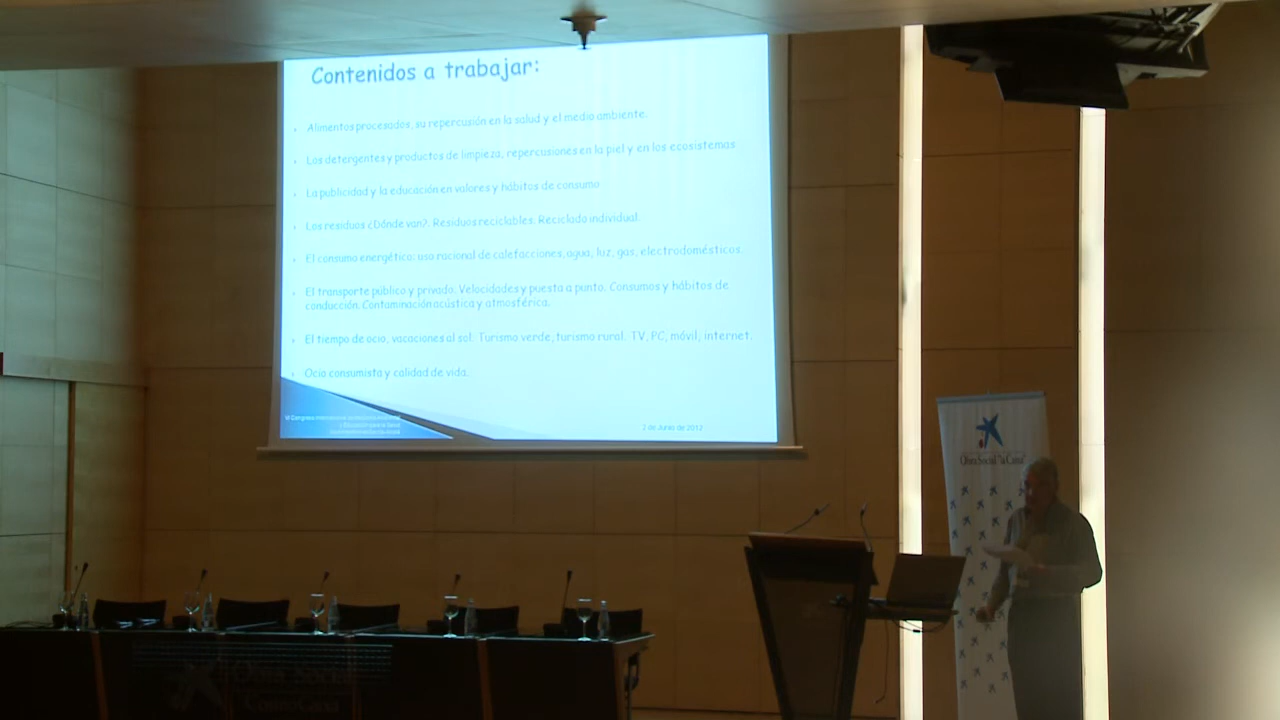 Contenidos a trabajar:
Alimentos procesados, su repercusión en la salud y el medio ambiente.
Los detergentes y productos de limpieza, repercusiones en la piel y en los ecosistemas
La publicidad y la educación en valores y hábitos de consumo
Los residuos ¿Dónde van?. Residuos reciclables. Reciclado individual.
El consumo energético: uso racional de calefacciones, agua, luz, gas, electrodomésticos.
El transporte público y privado. Velocidades y puesta a punto. Consumos y hábitos de
conducción. Contaminación acústica y atmosférica.
El tiempo de ocio, vacaciones al sol. Turismo verde, turismo rural. TV, PC, móvil, internet.
Ocio consumista y calidad de vida.
2 de Junio de 2012
Obra Social "la Caixa"
Obra Social
CosmoCaixa